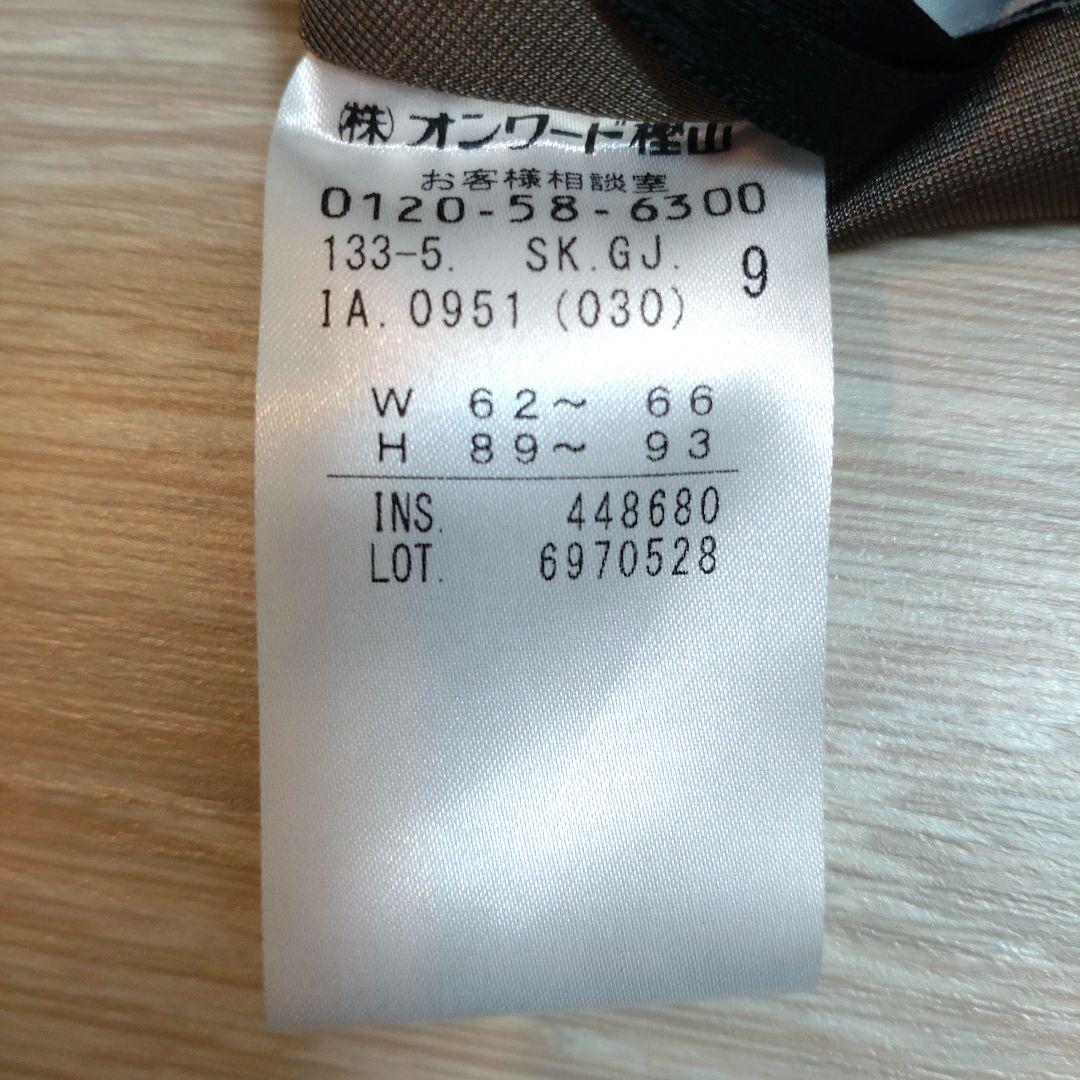 ㈱オンワード樫山
お客様相談室
0120-58-6300
133-5. SK.GJ. 9
IA.0951(030)
W 62〜 66
H 89〜 93
INS. 448680
LOT. 6970528